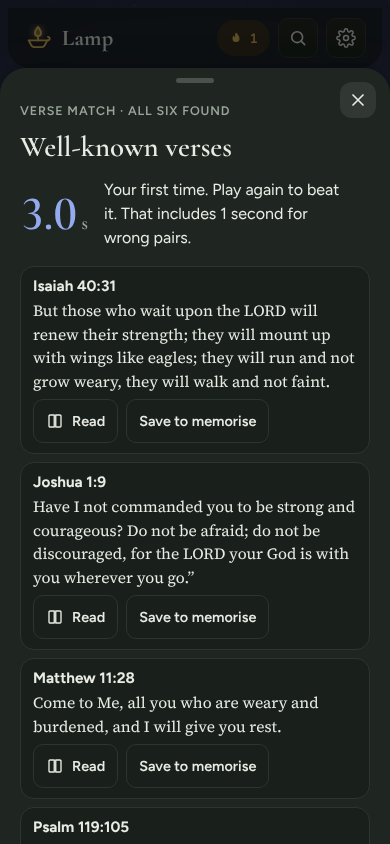 Lamp
1
VERSE MATCH · ALL SIX FOUND
Well-known verses
3.0 s
Your first time. Play again to beat
it. That includes 1 second for
wrong pairs.
Isaiah 40:31
But those who wait upon the LORD will
renew their strength; they will mount up
with wings like eagles; they will run and not
grow weary, they will walk and not faint.
Read
Save to memorise
Joshua 1:9
Have I not commanded you to be strong and
courageous? Do not be afraid; do not be
discouraged, for the LORD your God is with
you wherever you go.”
Read
Save to memorise
Matthew 11:28
Come to Me, all you who are weary and
burdened, and I will give you rest.
Read
Save to memorise
Psalm 119:105